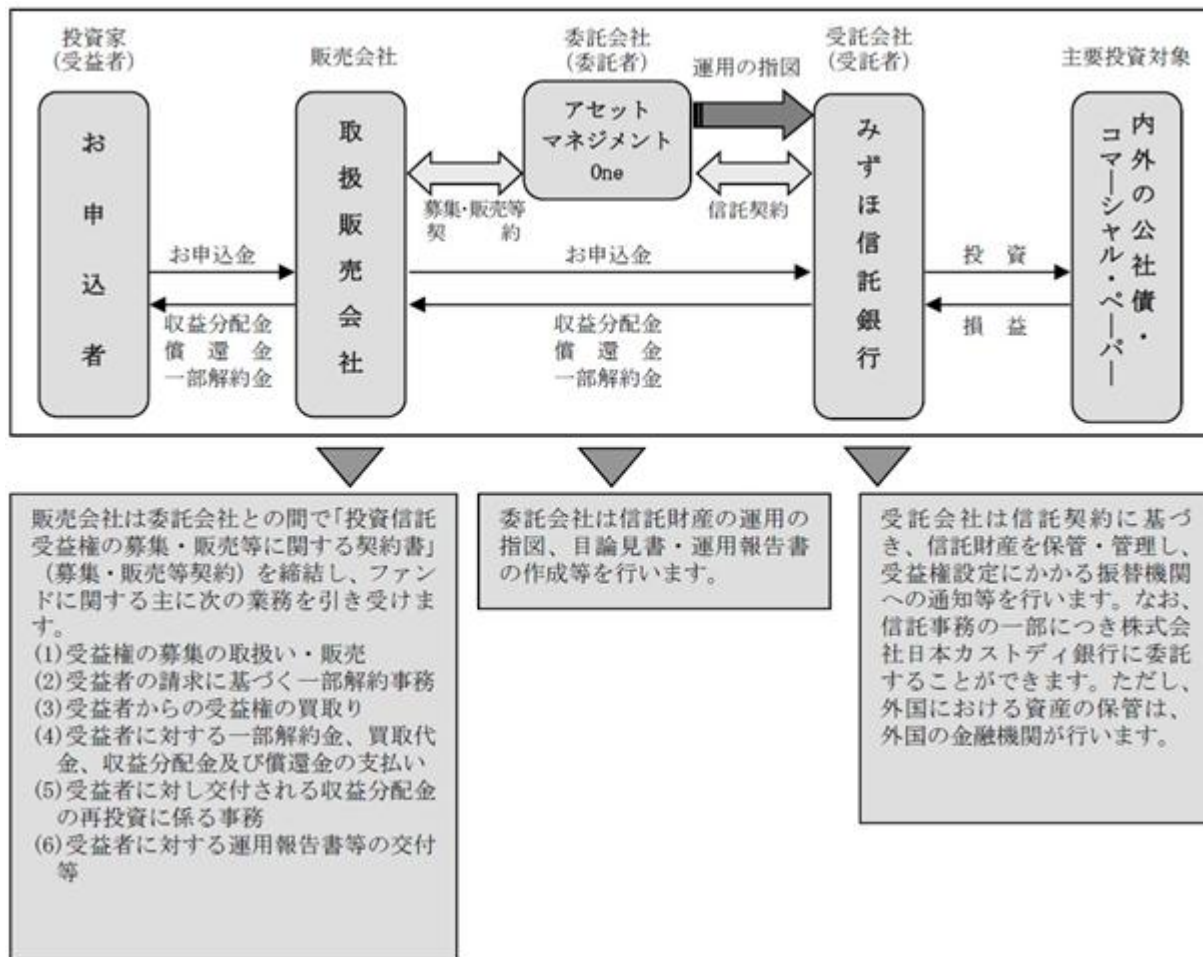 投資家
(受益者)
販売会社
委託会社
(委託者)
運用の指図
受託会社
(受託者)
主要投資対象
お申込者
取扱販売会社
アセット
マネジメント
One
みずほ信託銀行
内外の公社債・
コマーシャル・ペーパー
募集・販売等
契　　約
信託契約
お申込金
お申込金
投　資
収益分配金
償　還　金
一部解約金
収益分配金
償　還　金
一部解約金
損　益
販売会社は委託会社との間で「投資信託
受益権の募集・販売等に関する契約書」
(募集・販売等契約)を締結し、ファン
ドに関する主に次の業務を引き受けま
す。
(1)受益権の募集の取扱い・販売
(2)受益者の請求に基づく一部解約事務
(3)受益者からの受益権の買取り
(4)受益者に対する一部解約金、買取代
金、収益分配金及び償還金の支払い
(5)受益者に対し交付される収益分配金
の再投資に係る事務
(6)受益者に対する運用報告書等の交付
等
委託会社は信託財産の運用の
指図、目論見書・運用報告書
の作成等を行います。
受託会社は信託契約に基づ
き、信託財産を保管・管理し、
受益権設定にかかる振替機関
への通知等を行います。なお、
信託事務の一部につき株式会
社日本カストディ銀行に委託
することができます。ただし、
外国における資産の保管は、
外国の金融機関が行います。